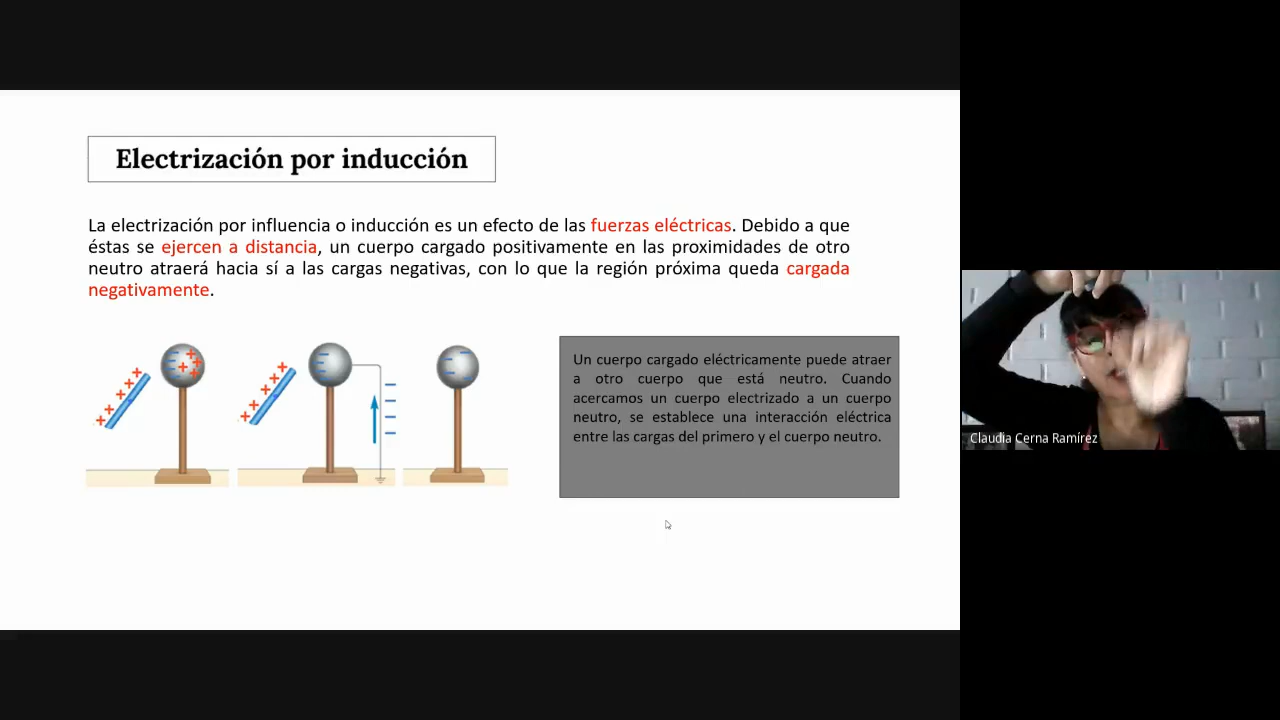 Electrización por inducción
La electrización por influencia o inducción es un efecto de las fuerzas eléctricas. Debido a que
éstas se ejercen a distancia, un cuerpo cargado positivamente en las proximidades de otro
neutro atraerá hacia sí a las cargas negativas, con lo que la región próxima queda cargada
negativamente.
Un cuerpo cargado eléctricamente puede atraer
a otro cuerpo que está neutro. Cuando
acercamos un cuerpo electrizado a un cuerpo
neutro, se establece una interacción eléctrica
entre las cargas del primero y el cuerpo neutro.
Claudia Cerna Ramírez